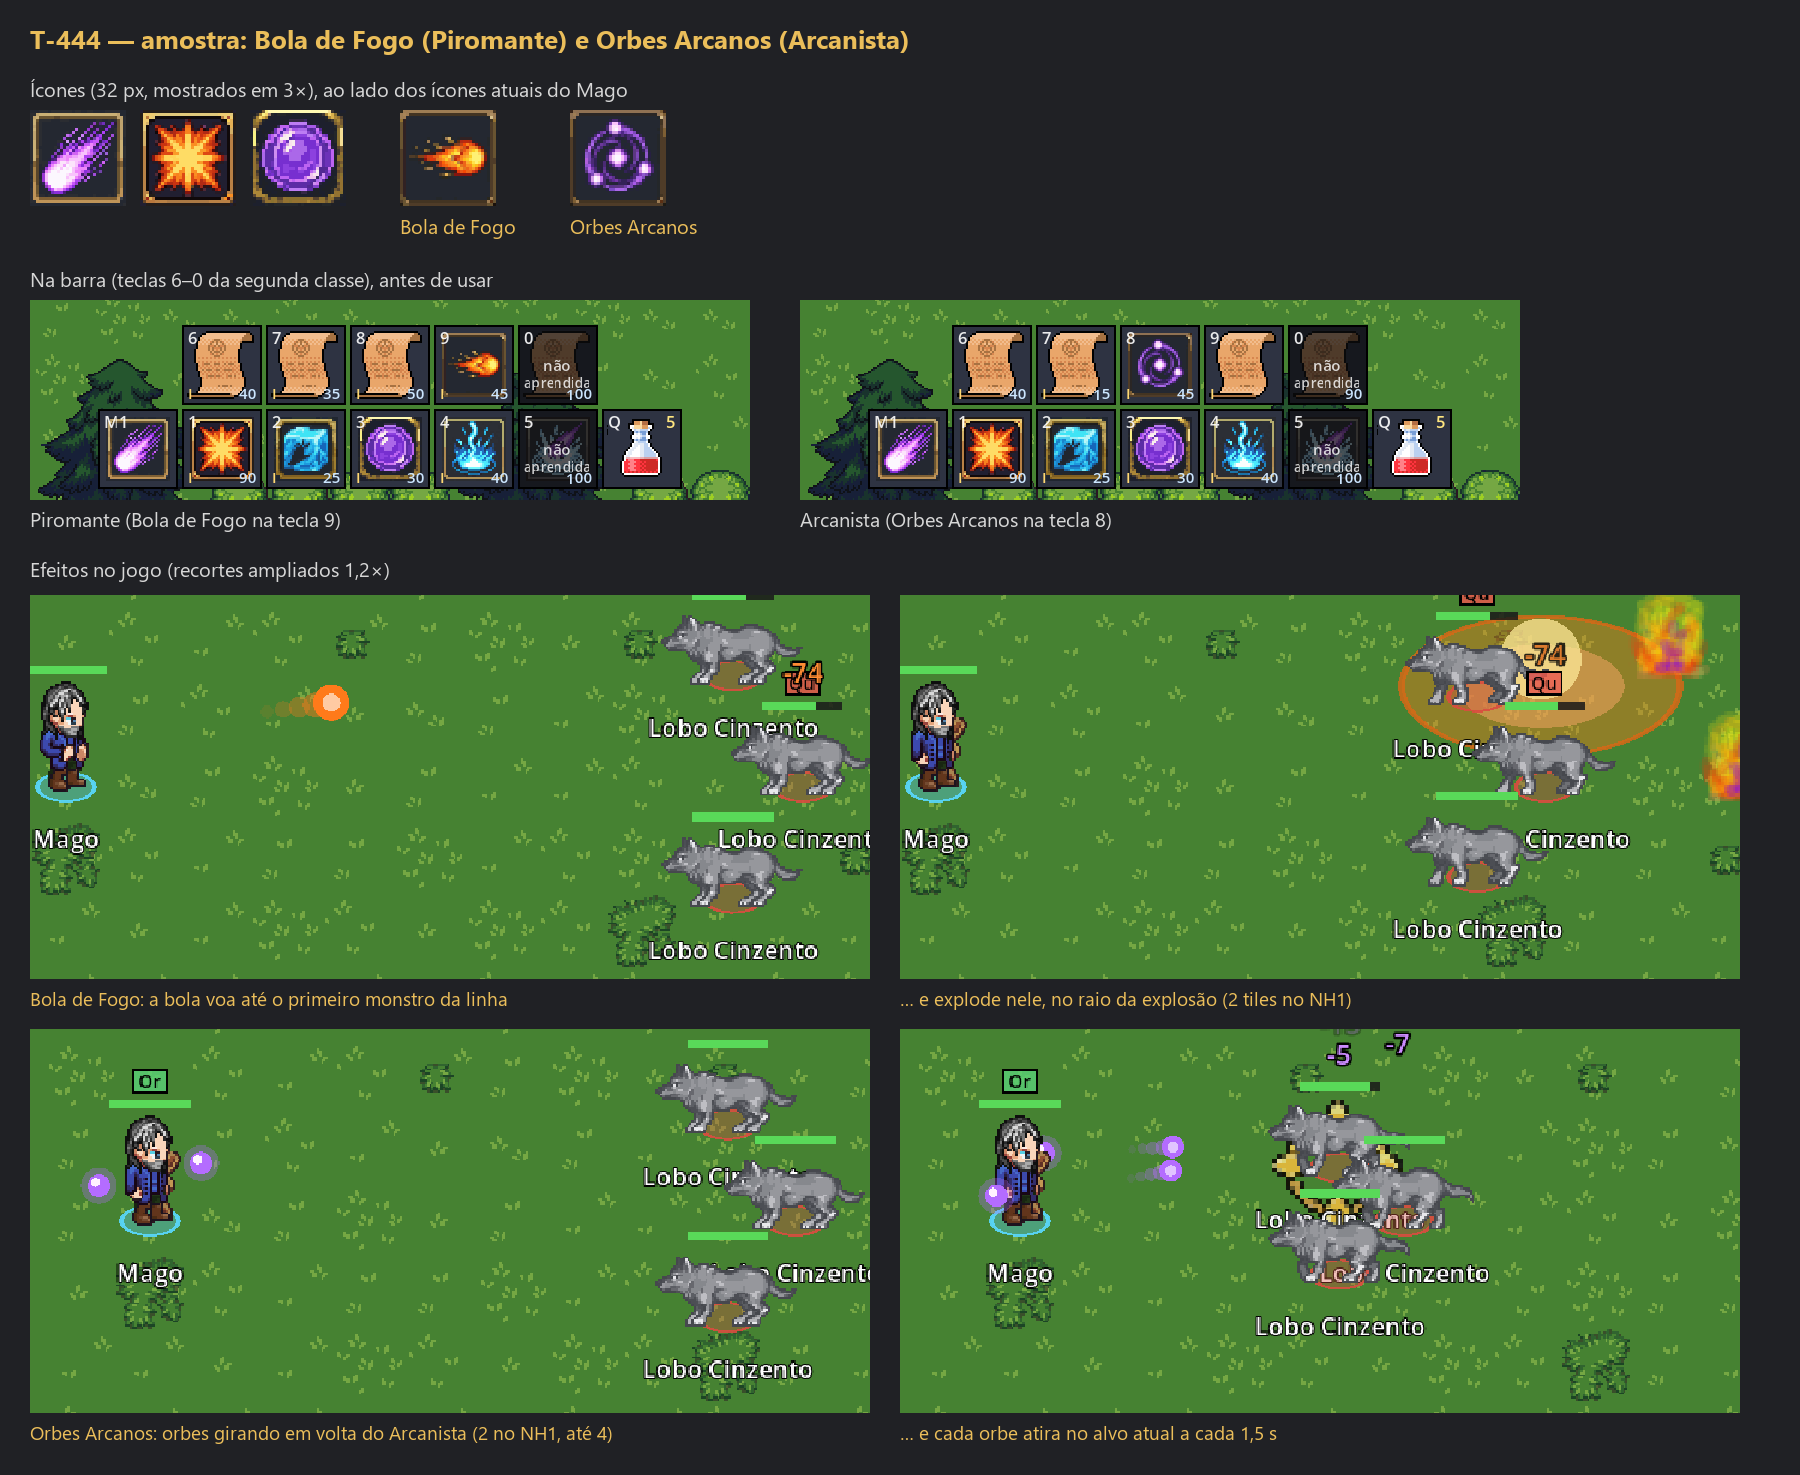 T-444 — amostra: Bola de Fogo (Piromante) e Orbes Arcanos (Arcanista)
Ícones (32 px, mostrados em 3×), ao lado dos ícones atuais do Mago
Bola de Fogo
Orbes Arcanos
Na barra (teclas 6–0 da segunda classe), antes de usar
6 7 8 9 0
não aprendida
I 40 I 35 I 50 I 45 100
M1 1 2 3 4 5 Q 5
não aprendida
I 90 I 25 I 30 I 40 100
6 7 8 9 0
não aprendida
I 40 I 15 I 45 I 90
M1 1 2 3 4 5 Q 5
não aprendida
I 90 I 25 I 30 I 40 100
Piromante (Bola de Fogo na tecla 9)
Arcanista (Orbes Arcanos na tecla 8)
Efeitos no jogo (recortes ampliados 1,2×)
-74
Lobo Cinzento
Mago
Lobo Cinzent
Lobo Cinzento
Qu
-74
Qu
Lobo Ci
Mago
Cinzento
Lobo Cinzento
Bola de Fogo: a bola voa até o primeiro monstro da linha
... e explode nele, no raio da explosão (2 tiles no NH1)
Or
Lobo Ci
Mago
Cinzento
Lobo Cinzento
-5
-7
Or
Mago
Cinzento
Lobo Cinzento
Orbes Arcanos: orbes girando em volta do Arcanista (2 no NH1, até 4)
... e cada orbe atira no alvo atual a cada 1,5 s